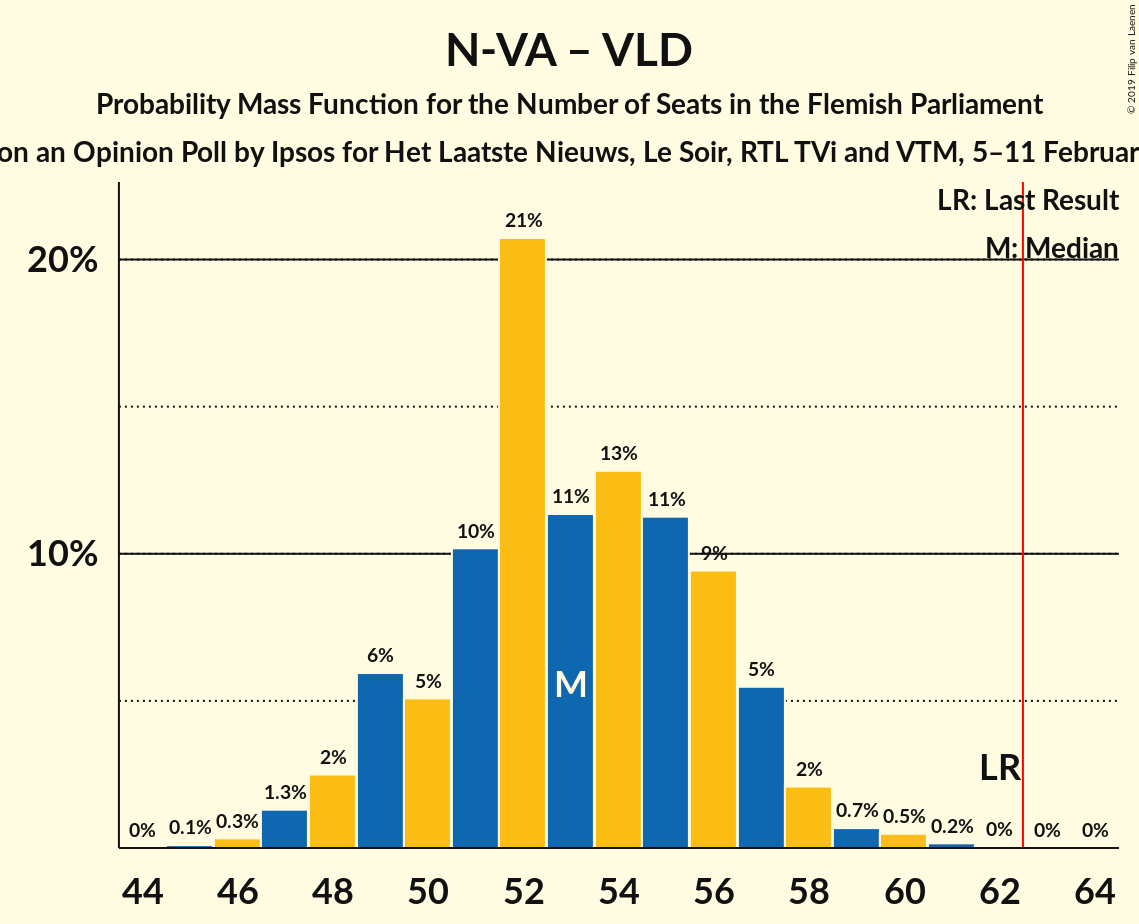 N-VA – VLD
Probability Mass Function for the Number of Seats in the Flemish Parliament
on an Opinion Poll by Ipsos for Het Laatste Nieuws, Le Soir, RTL TVi and VTM, 5–11 Februar
© 2019 Filip van Laenen
LR: Last Result
M: Median
20%
10%
0% 0.1% 0.3% 1.3% 2% 6% 5% 10% 21% 11% 13% 11% 9% 5% 2% 0.7% 0.5% 0.2% 0% 0% 0%
M
LR
44 46 48 50 52 54 56 58 60 62 64